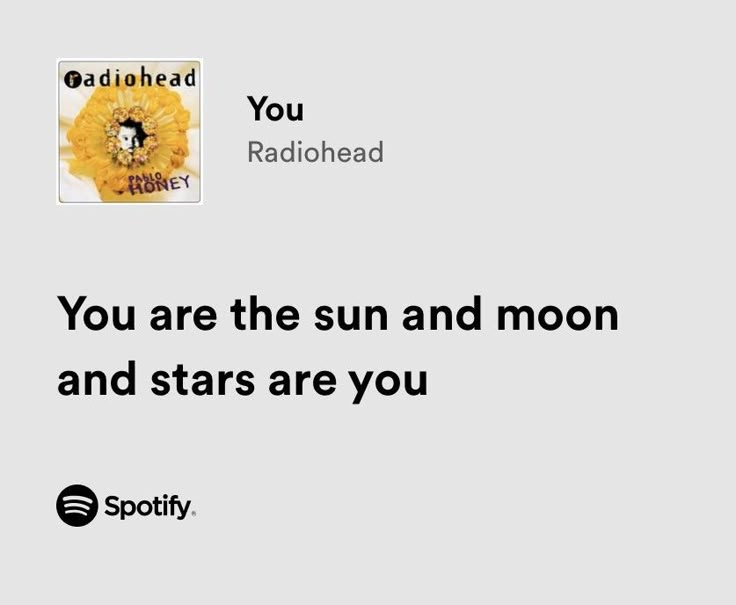 radiohead
PABLO
HONEY
You
Radiohead
You are the sun and moon
and stars are you
Spotify®